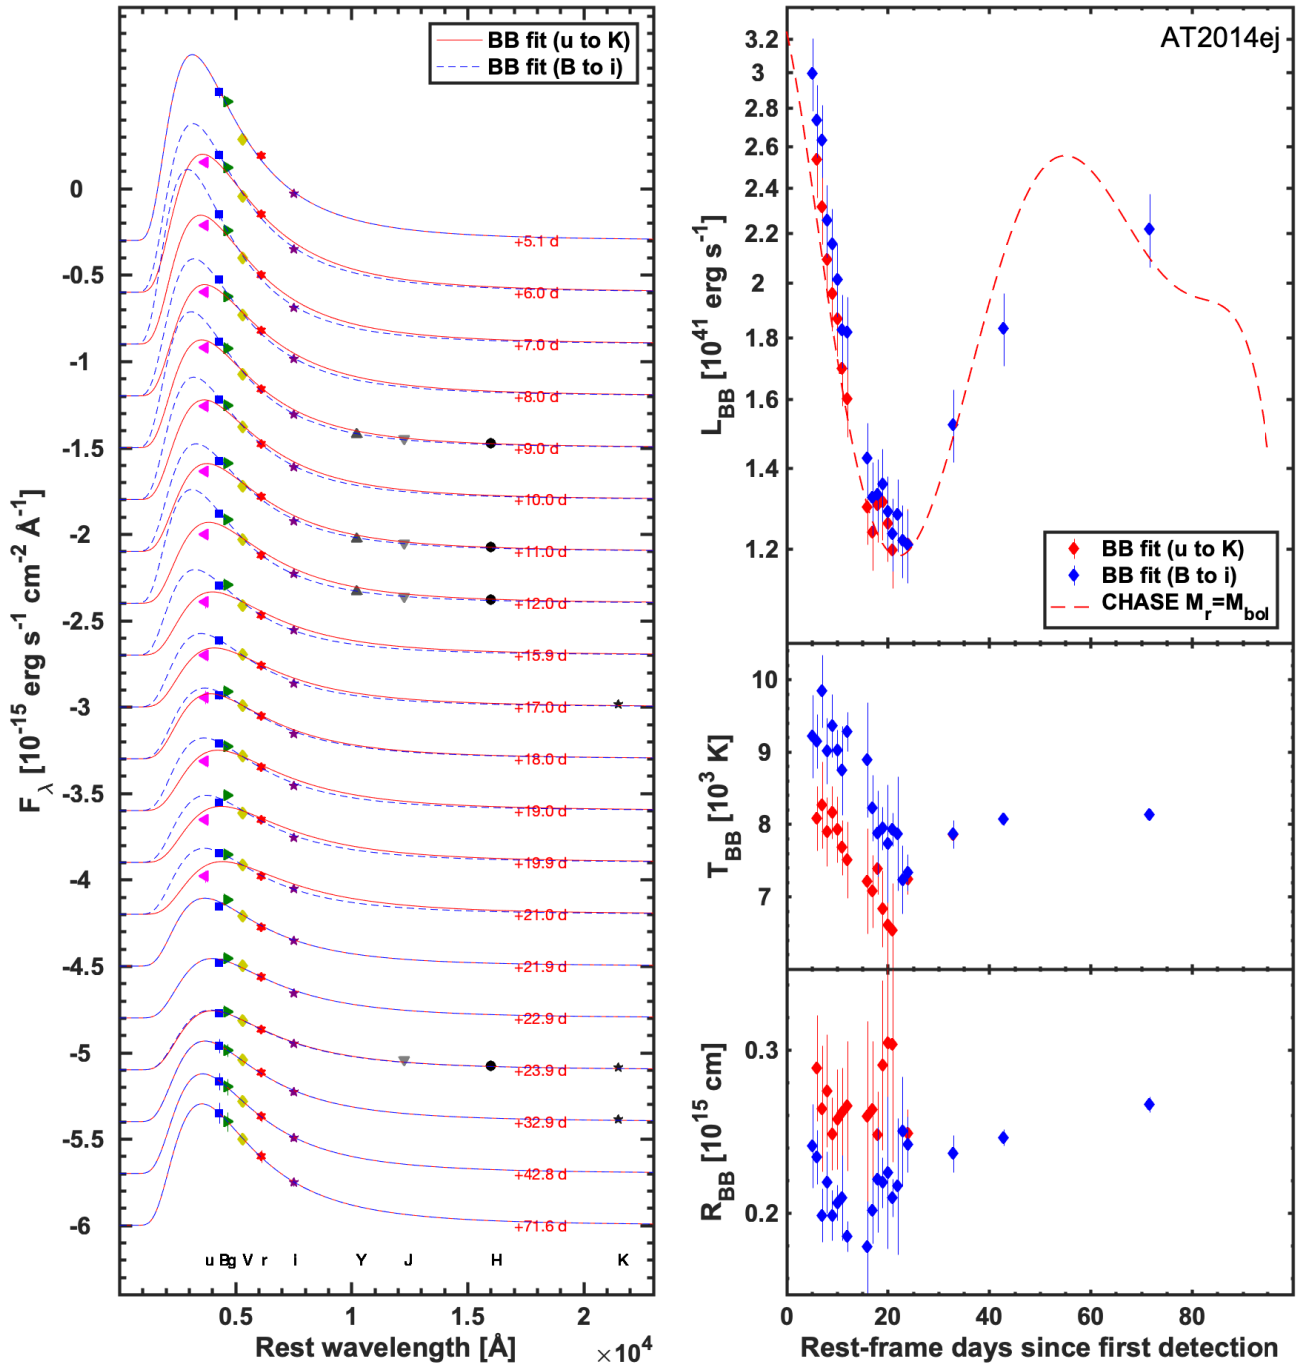 BB fit (u to K)
BB fit (B to i)
0
-0.5
-1
-1.5
-2
-2.5
-3
-3.5
-4
-4.5
-5
-5.5
-6
F_λ [10^-15 erg s^-1 cm^-2 Å^-1]
+5.1 d
+6.0 d
+7.0 d
+8.0 d
+9.0 d
+10.0 d
+11.0 d
+12.0 d
+15.9 d
+17.0 d
+18.0 d
+19.0 d
+19.9 d
+21.0 d
+21.9 d
+22.9 d
+23.9 d
+32.9 d
+42.8 d
+71.6 d
u B g V r i Y J H K
0.5 1 1.5 2
Rest wavelength [Å]
×10^4
AT2014ej
3.2
3
2.8
2.6
2.4
2.2
2
1.8
1.6
1.4
1.2
L_BB [10^41 erg s^-1]
BB fit (u to K)
BB fit (B to i)
CHASE M_r=M_bol
10
9
8
7
T_BB [10^3 K]
0.3
0.2
R_BB [10^15 cm]
0 20 40 60 80 100
Rest-frame days since first detection